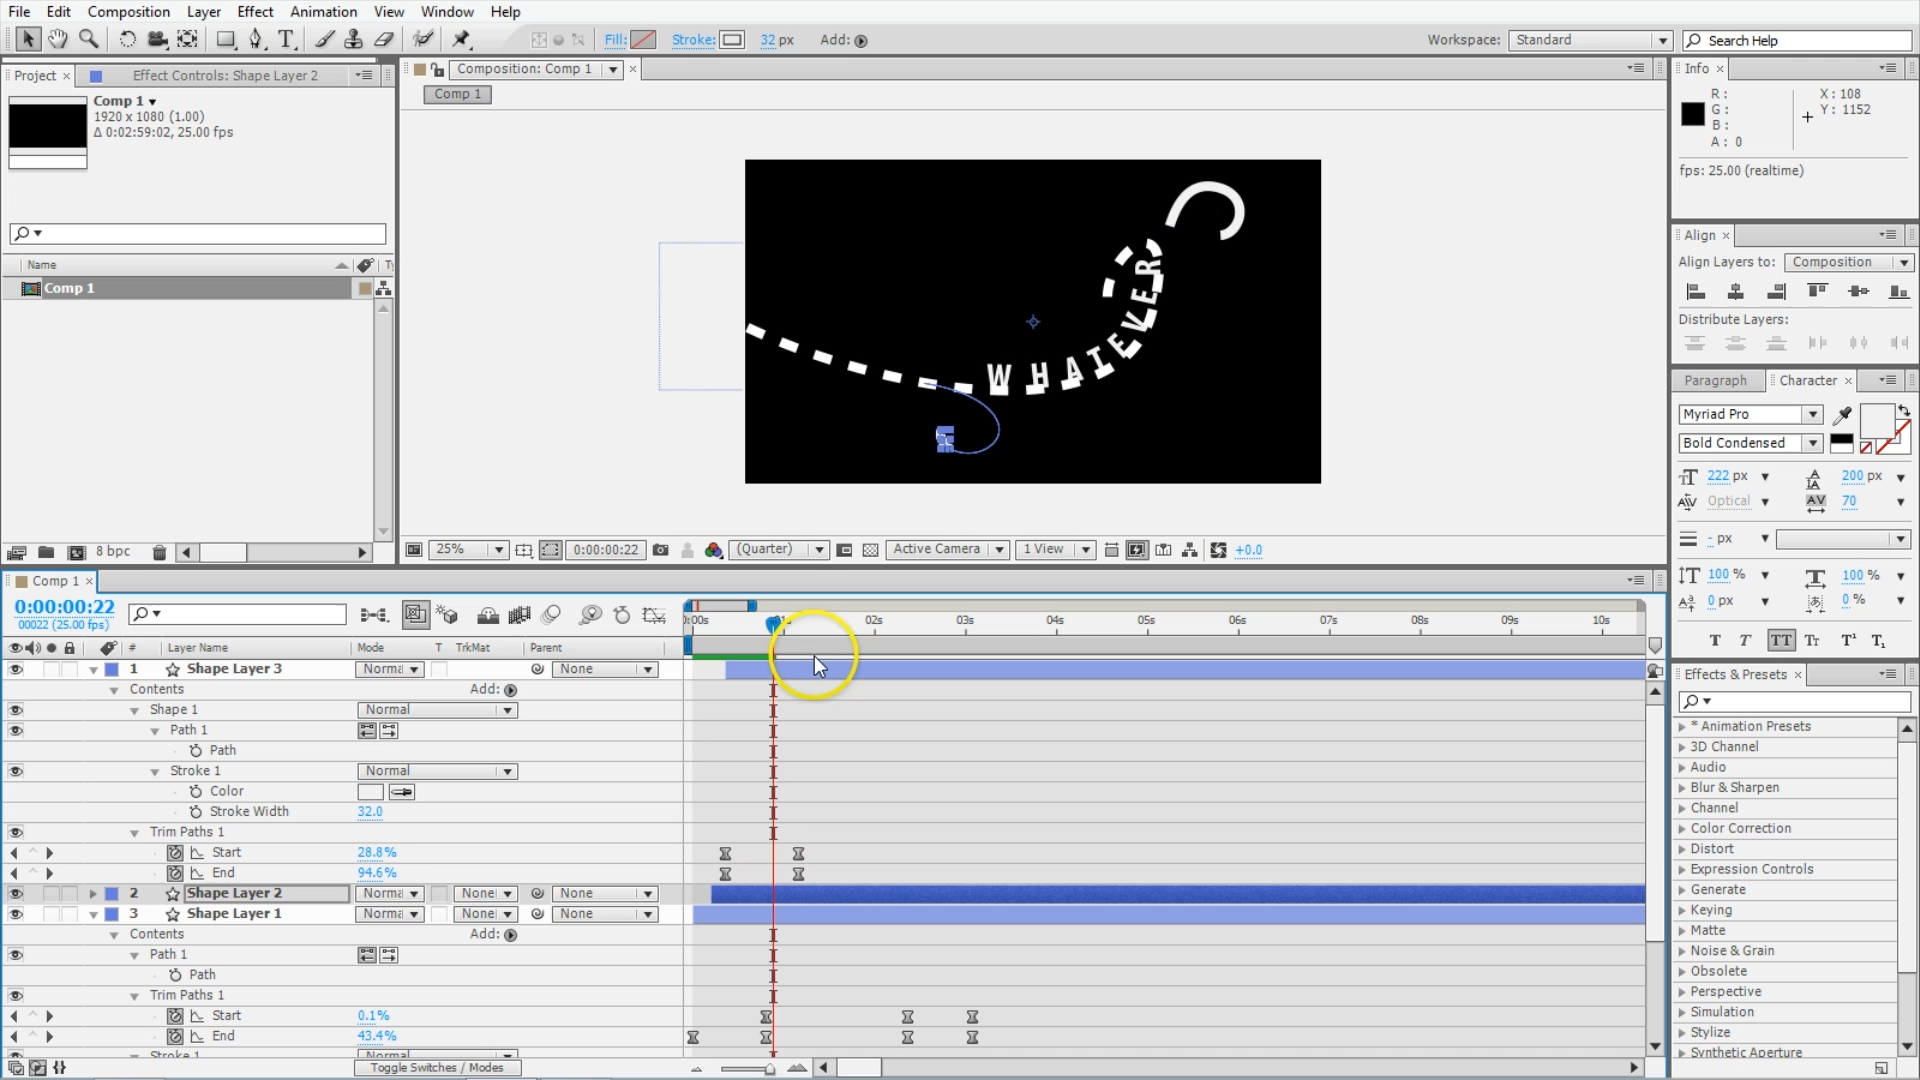 File Edit Composition Layer Effect Animation View Window Help
Fill: Stroke: 32 px Add:
Workspace: Standard Search Help
Project × Effect Controls: Shape Layer 2
Composition: Comp 1 ×
Info ×
Comp 1
1920 x 1080 (1.00)
Δ 0:02:59:02, 25.00 fps
Comp 1
R: X: 108
G: Y: 1152
B:
A: 0
fps: 25.00 (realtime)
WHATEVER
Name
Comp 1
Align ×
Align Layers to: Composition
Distribute Layers:
Paragraph Character ×
Myriad Pro
Bold Condensed
222 px 200 px
Optical 70
- px
100 % 100 %
0 px 0 %
T T TT Tr T¹ T₁
8 bpc
25% 0:00:00:22 (Quarter) Active Camera 1 View +0.0
Comp 1 ×
0:00:00:22
00022 (25.00 fps)
02s 03s 04s 05s 06s 07s 08s 09s 10s
# Layer Name Mode T TrkMat Parent
1 Shape Layer 3 Norma None
Contents Add:
Shape 1 Normal
Path 1
Path
Stroke 1 Normal
Color
Stroke Width 32.0
Trim Paths 1
Start 28.8%
End 94.6%
2 Shape Layer 2 Norma None None
3 Shape Layer 1 Norma None None
Contents Add:
Path 1
Path
Trim Paths 1
Start 0.1%
End 43.4%
Stroke 1 Normal
Toggle Switches / Modes
Effects & Presets ×
* Animation Presets
3D Channel
Audio
Blur & Sharpen
Channel
Color Correction
Distort
Expression Controls
Generate
Keying
Matte
Noise & Grain
Obsolete
Perspective
Simulation
Stylize
Synthetic Aperture